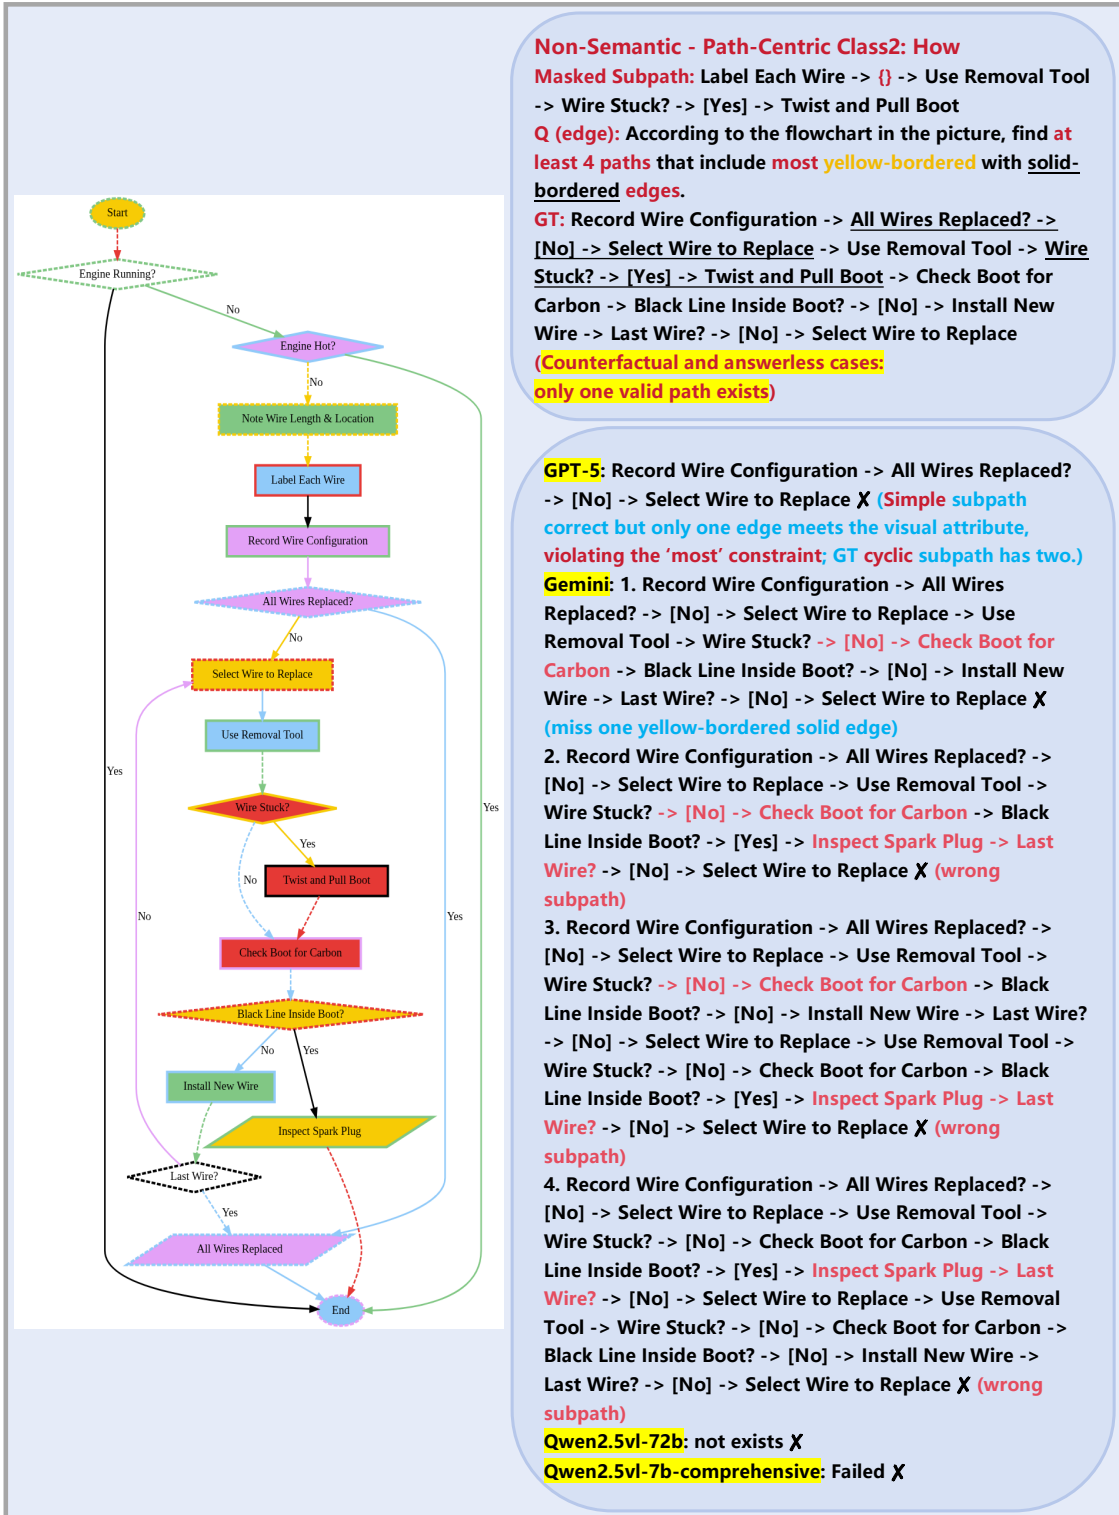 Start
Engine Running?
No
Engine Hot?
No
Note Wire Length & Location
Label Each Wire
Record Wire Configuration
All Wires Replaced?
No
Select Wire to Replace
Use Removal Tool
Yes
Yes
Wire Stuck?
Yes
No
Twist and Pull Boot
No
Yes
Check Boot for Carbon
Black Line Inside Boot?
No
Yes
Install New Wire
Inspect Spark Plug
Last Wire?
Yes
All Wires Replaced
End
Non-Semantic - Path-Centric Class2: How
Masked Subpath: Label Each Wire -> {} -> Use Removal Tool
-> Wire Stuck? -> [Yes] -> Twist and Pull Boot
Q (edge): According to the flowchart in the picture, find at
least 4 paths that include most yellow-bordered with solid-
bordered edges.
GT: Record Wire Configuration -> All Wires Replaced? ->
[No] -> Select Wire to Replace -> Use Removal Tool -> Wire
Stuck? -> [Yes] -> Twist and Pull Boot -> Check Boot for
Carbon -> Black Line Inside Boot? -> [No] -> Install New
Wire -> Last Wire? -> [No] -> Select Wire to Replace
(Counterfactual and answerless cases:
only one valid path exists)
GPT-5: Record Wire Configuration -> All Wires Replaced?
-> [No] -> Select Wire to Replace ✗ (Simple subpath
correct but only one edge meets the visual attribute,
violating the ‘most’ constraint; GT cyclic subpath has two.)
Gemini: 1. Record Wire Configuration -> All Wires
Replaced? -> [No] -> Select Wire to Replace -> Use
Removal Tool -> Wire Stuck? -> [No] -> Check Boot for
Carbon -> Black Line Inside Boot? -> [No] -> Install New
Wire -> Last Wire? -> [No] -> Select Wire to Replace ✗
(miss one yellow-bordered solid edge)
2. Record Wire Configuration -> All Wires Replaced? ->
[No] -> Select Wire to Replace -> Use Removal Tool ->
Wire Stuck? -> [No] -> Check Boot for Carbon -> Black
Line Inside Boot? -> [Yes] -> Inspect Spark Plug -> Last
Wire? -> [No] -> Select Wire to Replace ✗ (wrong
subpath)
3. Record Wire Configuration -> All Wires Replaced? ->
[No] -> Select Wire to Replace -> Use Removal Tool ->
Wire Stuck? -> [No] -> Check Boot for Carbon -> Black
Line Inside Boot? -> [No] -> Install New Wire -> Last Wire?
-> [No] -> Select Wire to Replace -> Use Removal Tool ->
Wire Stuck? -> [No] -> Check Boot for Carbon -> Black
Line Inside Boot? -> [Yes] -> Inspect Spark Plug -> Last
Wire? -> [No] -> Select Wire to Replace ✗ (wrong
subpath)
4. Record Wire Configuration -> All Wires Replaced? ->
[No] -> Select Wire to Replace -> Use Removal Tool ->
Wire Stuck? -> [No] -> Check Boot for Carbon -> Black
Line Inside Boot? -> [Yes] -> Inspect Spark Plug -> Last
Wire? -> [No] -> Select Wire to Replace -> Use Removal
Tool -> Wire Stuck? -> [No] -> Check Boot for Carbon ->
Black Line Inside Boot? -> [No] -> Install New Wire ->
Last Wire? -> [No] -> Select Wire to Replace ✗ (wrong
subpath)
Qwen2.5vl-72b: not exists ✗
Qwen2.5vl-7b-comprehensive: Failed ✗